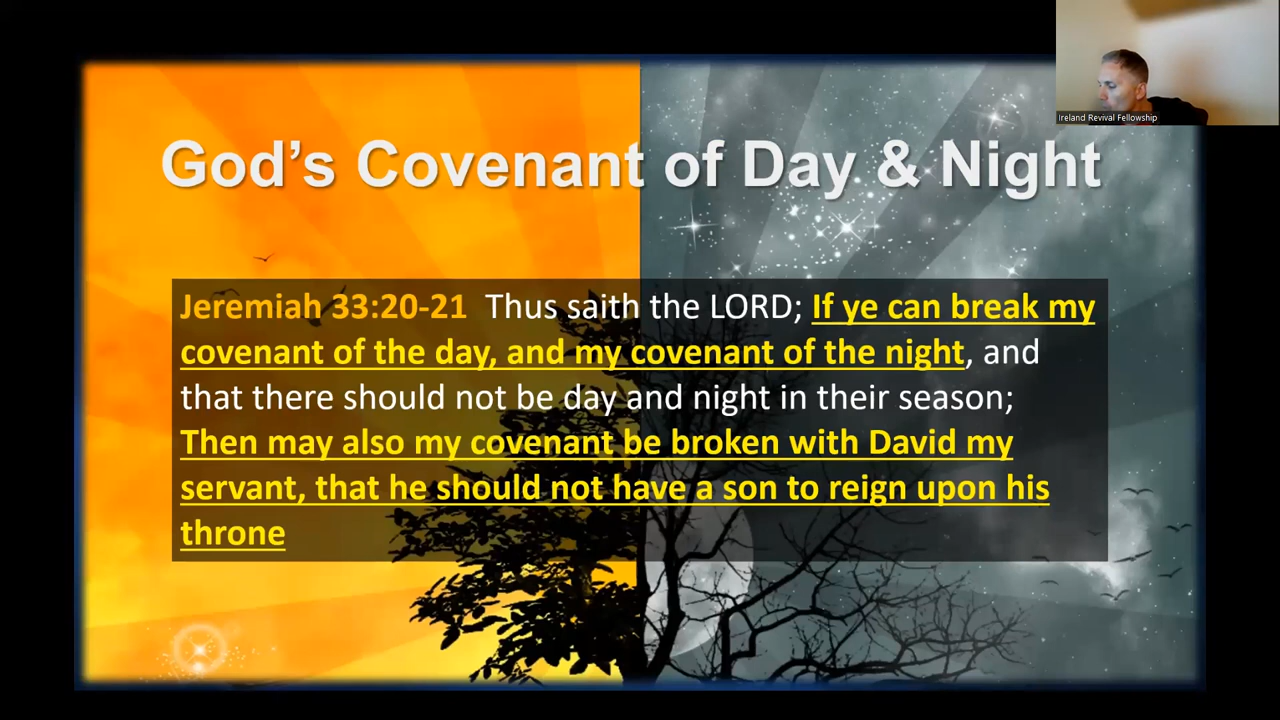 Ireland Revival Fellowship
God's Covenant of Day & Night
Jeremiah 33:20-21 Thus saith the LORD; If ye can break my
covenant of the day, and my covenant of the night, and
that there should not be day and night in their season;
Then may also my covenant be broken with David my
servant, that he should not have a son to reign upon his
throne